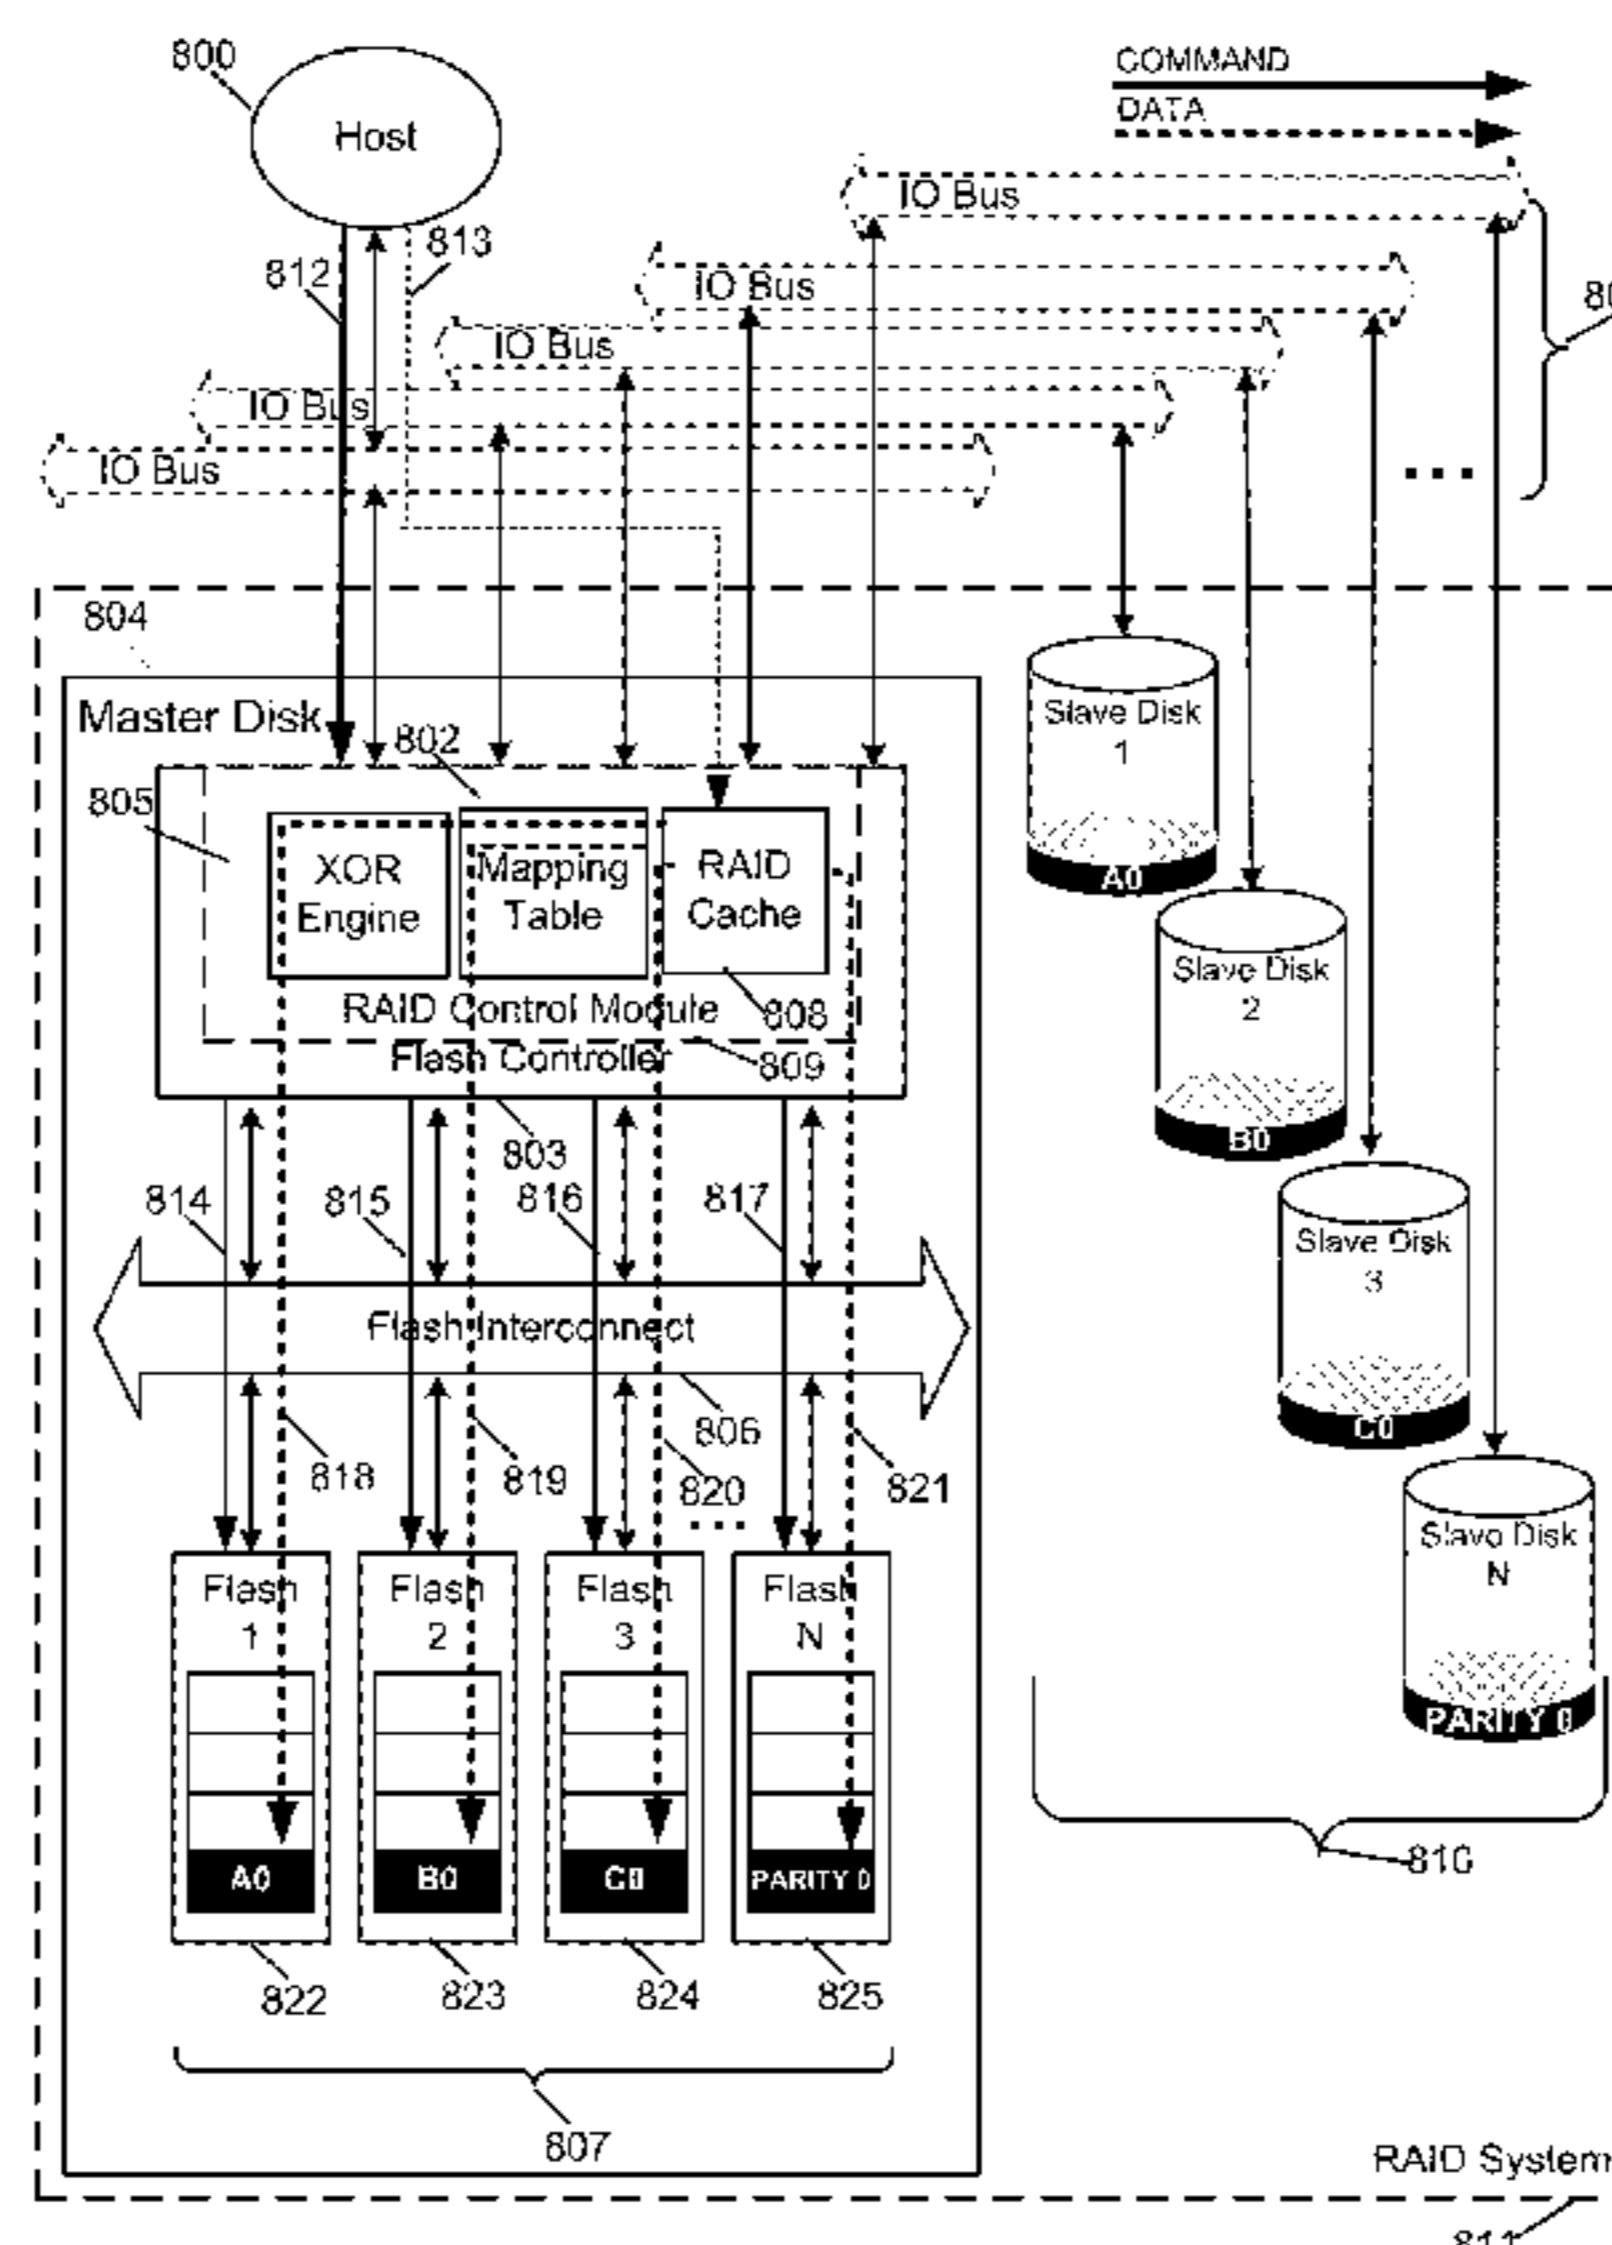 800
Host
COMMAND
DATA
IO Bus
813
812
IO Bus
IO Bus
IO Bus
IO Bus
...
804
Master Disk
802
805
XOR
Engine
Mapping
Table
RAID
Cache
RAID Control Module
808
Flash Controller
809
803
814
815
816
817
Flash Interconnect
806
818
819
820
821
...
Flash
1
Flash
2
Flash
3
Flash
N
A0
B0
C0
PARITY 0
822
823
824
825
807
Slave Disk
1
A0
Slave Disk
2
B0
Slave Disk
3
C0
Slave Disk
N
PARITY 0
810
RAID System
811